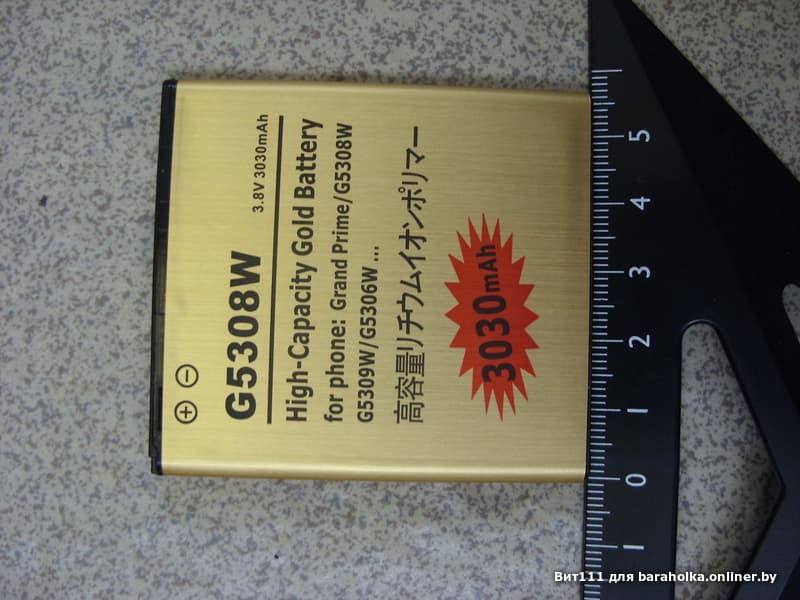 G5308W
3.8V 3030mAh
High-Capacity Gold Battery
for phone: Grand Prime/G5308W
G5309W/G5306W ...
高容量リチウムイオンポリマー
3030mAh
⊕ ⊖
1 0 1 2 3 4 5
Вит111 для baraholka.onliner.by